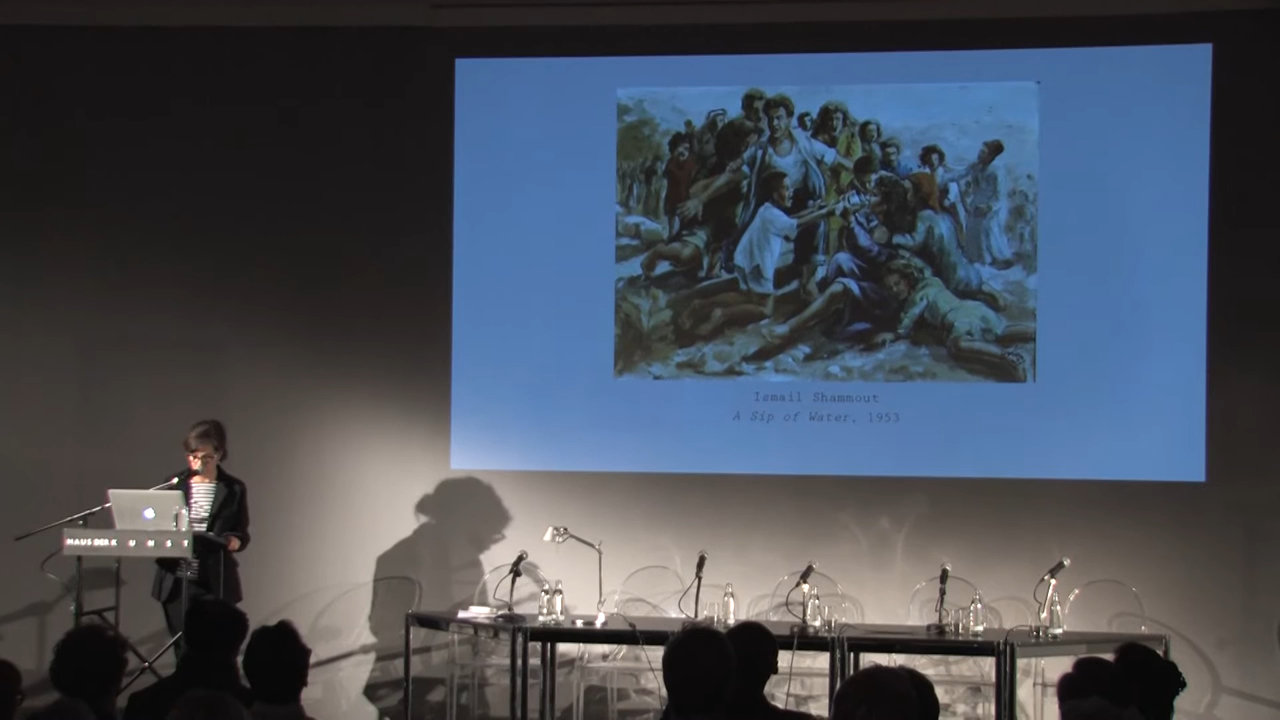 Ismail Shammout
A Sip of Water, 1953
HAUS DER K U N S T